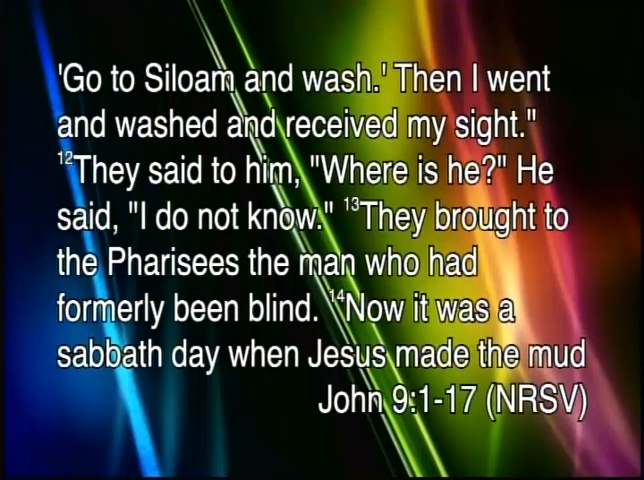 'Go to Siloam and wash.' Then I went
and washed and received my sight."
12They said to him, "Where is he?" He
said, "I do not know." 13They brought to
the Pharisees the man who had
formerly been blind. 14Now it was a
sabbath day when Jesus made the mud
John 9:1-17 (NRSV)